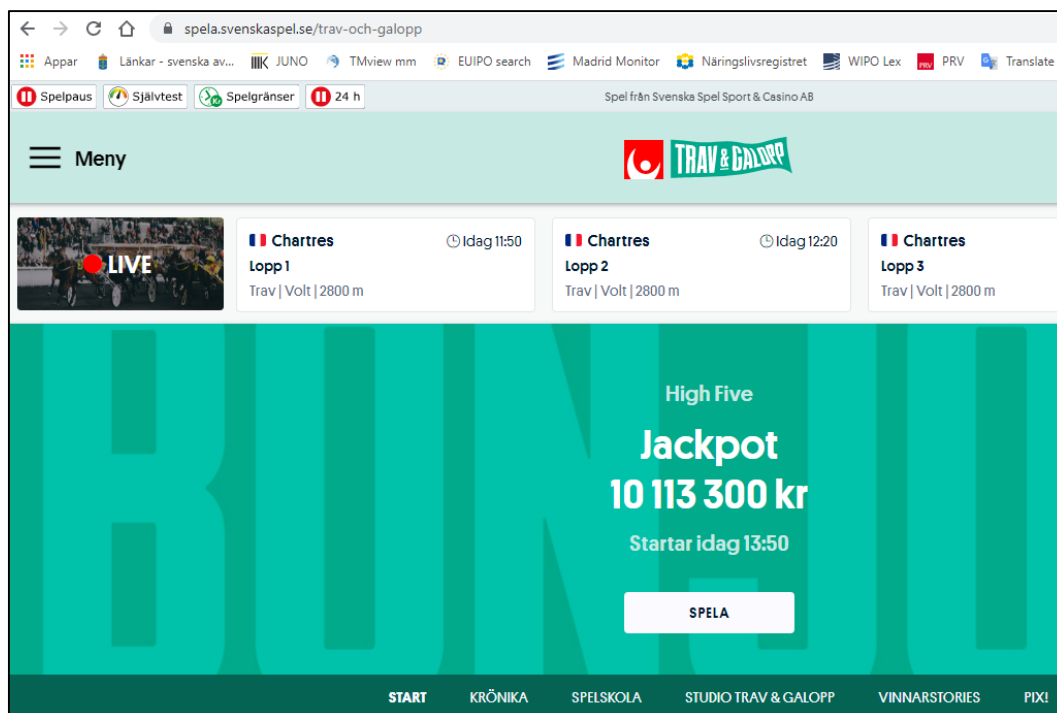 spela.svenskaspel.se/trav-och-galopp
Appar Länkar - svenska av... JUNO TMview mm EUIPO search Madrid Monitor Näringslivsregistret WIPO Lex PRV PRV Translate
Spelpaus Självtest Spelgränser 24 h Spel från Svenska Spel Sport & Casino AB
Meny TRAV & GALOPP
LIVE
Chartres Idag 11:50
Lopp 1
Trav | Volt | 2800 m
Chartres Idag 12:20
Lopp 2
Trav | Volt | 2800 m
Chartres
Lopp 3
Trav | Volt | 2800 m
BONJO
High Five
Jackpot
10 113 300 kr
Startar idag 13:50
SPELA
START KRÖNIKA SPELSKOLA STUDIO TRAV & GALOPP VINNARSTORIES PIX!